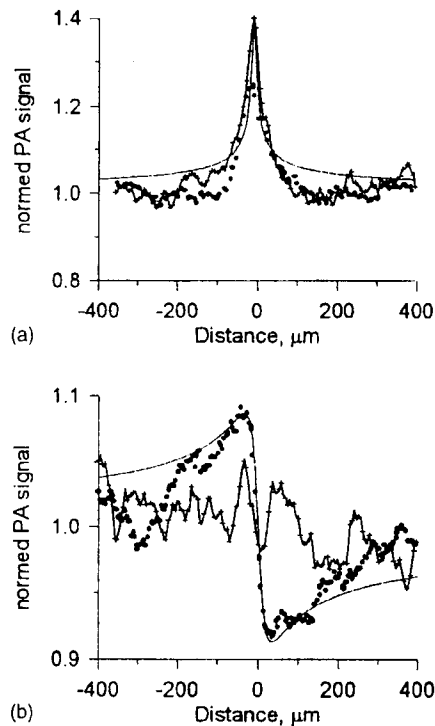 1.4
1.2
1.0
0.8
normed PA signal
-400 -200 0 200 400
(a) Distance, μm
1.1
1.0
0.9
normed PA signal
-400 -200 0 200 400
(b) Distance, μm